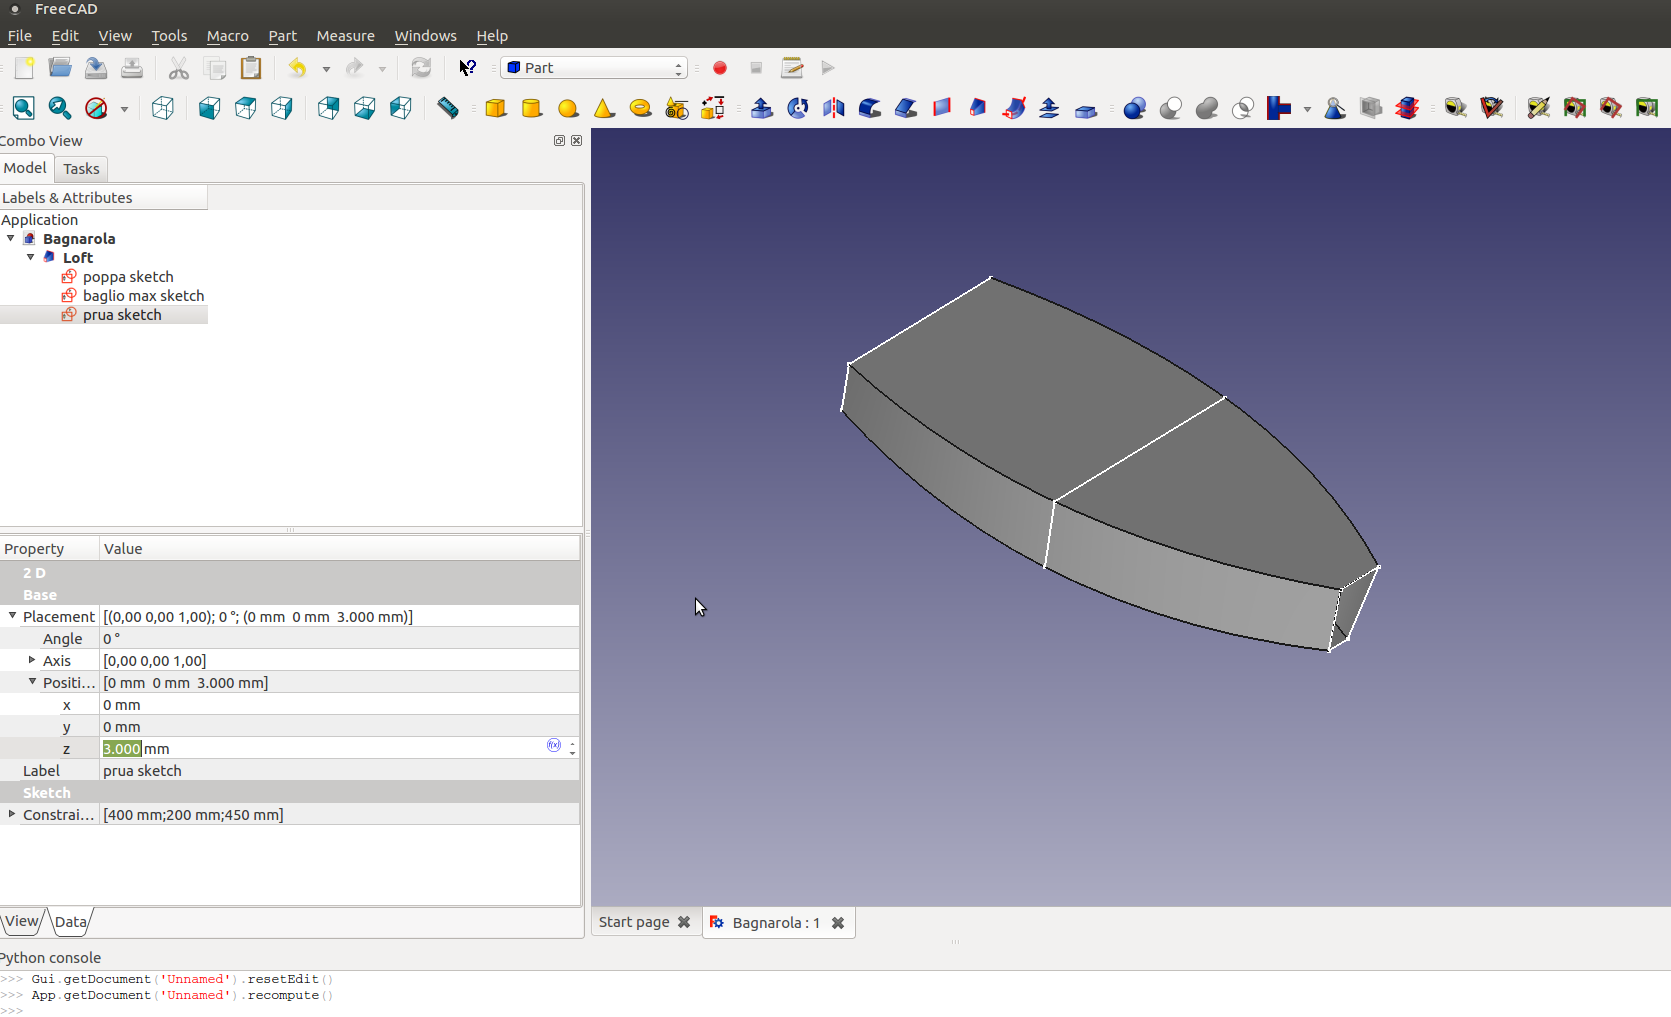 FreeCAD
File Edit View Tools Macro Part Measure Windows Help
Part
Combo View
Model Tasks
Labels & Attributes
Application
Bagnarola
Loft
poppa sketch
baglio max sketch
prua sketch
Property Value
2 D
Base
Placement [(0,00 0,00 1,00); 0 °; (0 mm 0 mm 3.000 mm)]
Angle 0 °
Axis [0,00 0,00 1,00]
Positi... [0 mm 0 mm 3.000 mm]
x 0 mm
y 0 mm
z 3.000 mm f(x)
Label prua sketch
Sketch
Constrai... [400 mm;200 mm;450 mm]
View Data
Start page Bagnarola : 1
Python console
>>> Gui.getDocument('Unnamed').resetEdit()
>>> App.getDocument('Unnamed').recompute()
>>>